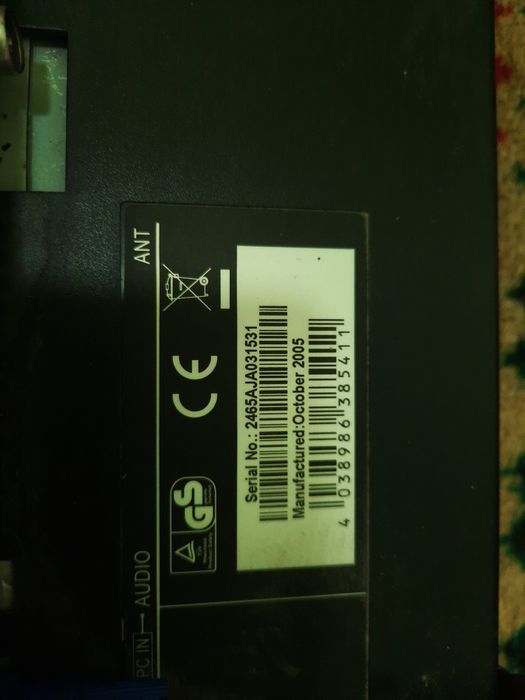 ANT
CE
GS
Serial No.: 2465AJA031531
Manufactured:October 2005
4 038986 385411
PC IN
AUDIO